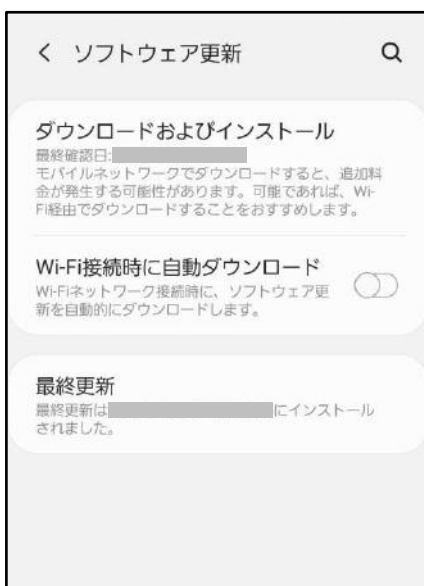 ソフトウェア更新
ダウンロードおよびインストール
最終確認日:
モバイルネットワークでダウンロードすると、追加料
金が発生する可能性があります。可能であれば、Wi-
Fi経由でダウンロードすることをおすすめします。
Wi-Fi接続時に自動ダウンロード
Wi-Fiネットワーク接続時に、ソフトウェア更
新を自動的にダウンロードします。
最終更新
最終更新は にインストール
されました。